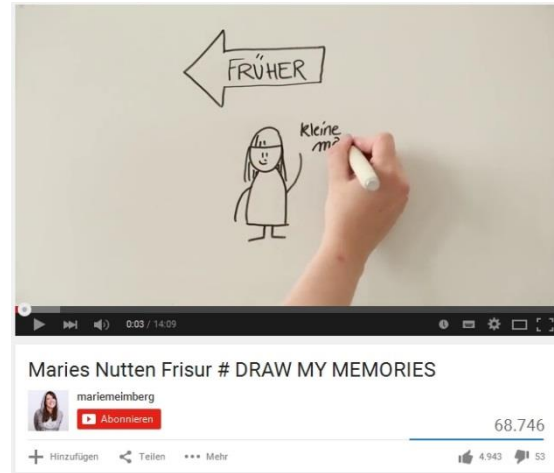 FRÜHER
kleine
0:03 / 14:09
Maries Nutten Frisur # DRAW MY MEMORIES
mariemeimberg
Abonnieren
68.746
Hinzufügen Teilen Mehr 4.943 53